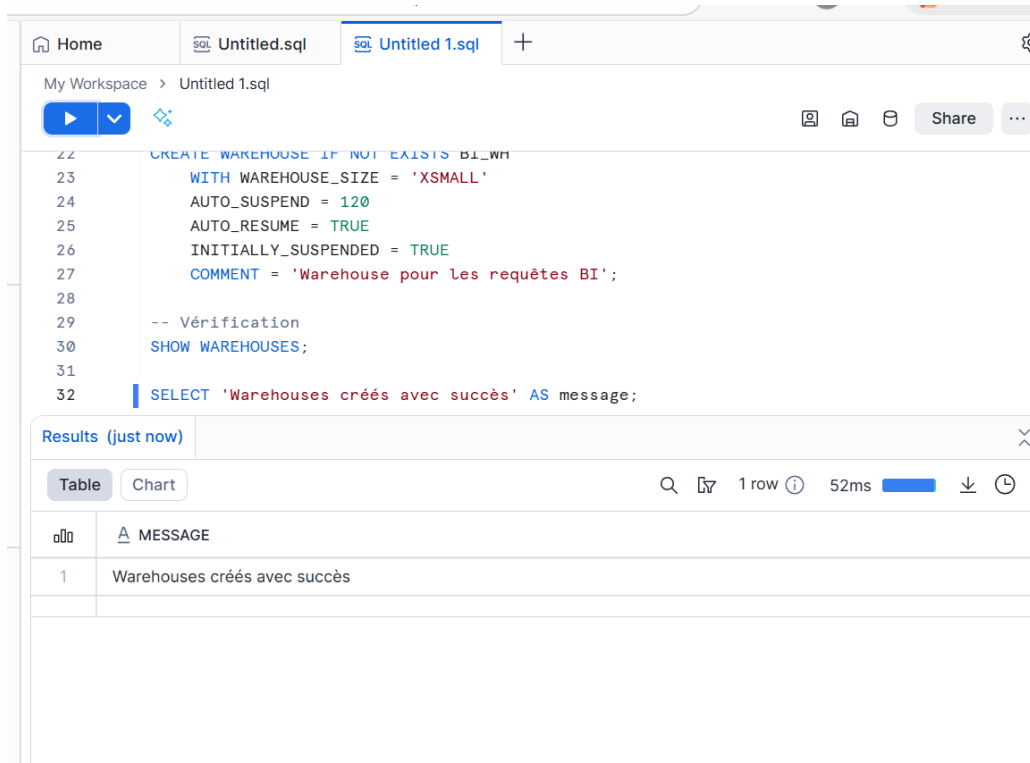 Home
Untitled.sql
Untitled 1.sql
My Workspace > Untitled 1.sql
Share
22 CREATE WAREHOUSE IF NOT EXISTS BI_WH
23 WITH WAREHOUSE_SIZE = 'XSMALL'
24 AUTO_SUSPEND = 120
25 AUTO_RESUME = TRUE
26 INITIALLY_SUSPENDED = TRUE
27 COMMENT = 'Warehouse pour les requêtes BI';
28
29 -- Vérification
30 SHOW WAREHOUSES;
31
32 SELECT 'Warehouses créés avec succès' AS message;
Results (just now)
Table Chart 1 row 52ms
A MESSAGE
1 Warehouses créés avec succès